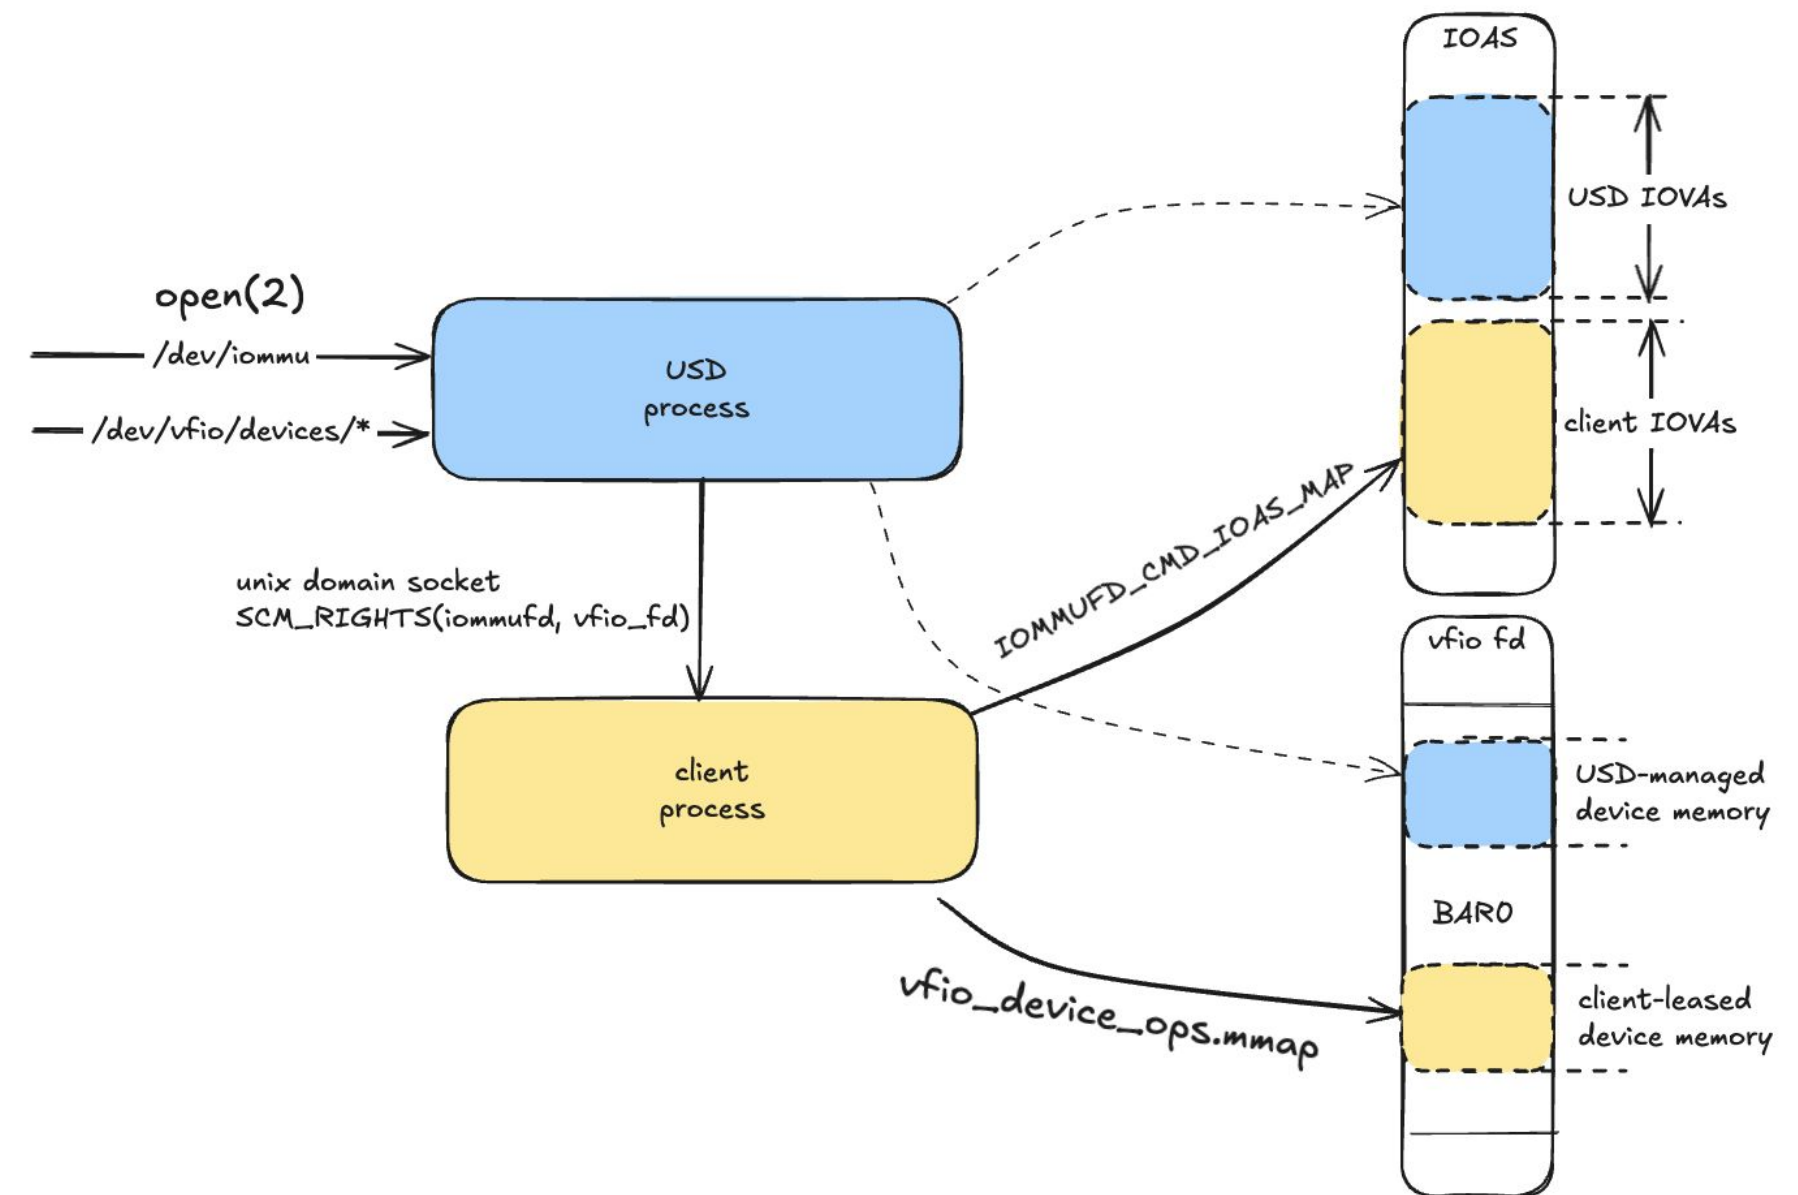 IOAS
USD IOVAs
open(2)
/dev/iommu
/dev/vfio/devices/*
USD
process
client IOVAs
IOMMUFD_CMD_IOAS_MAP
unix domain socket
SCM_RIGHTS(iommufd, vfio_fd)
vfio fd
client
process
USD-managed
device memory
BAR0
vfio_device_ops.mmap
client-leased
device memory